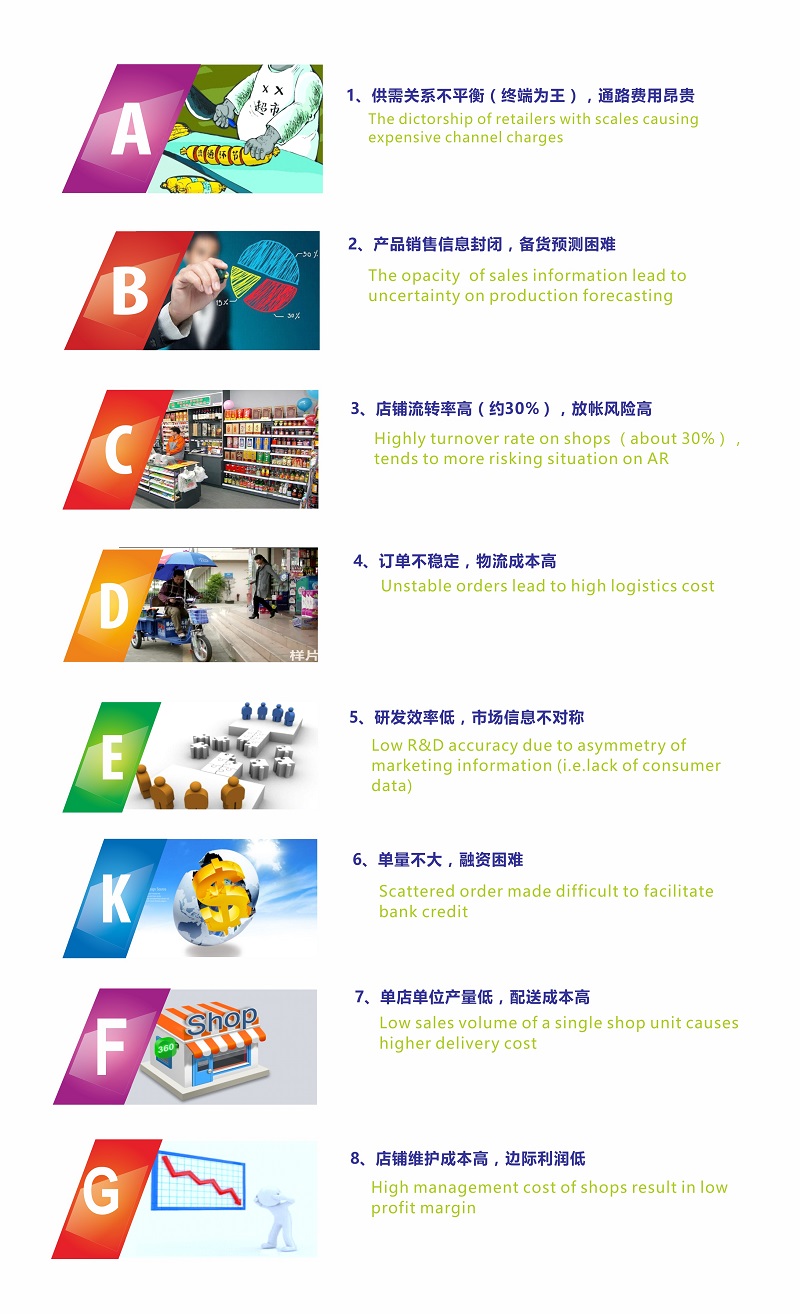 A
X X
超市
1、供需关系不平衡（终端为王），通路费用昂贵
The dictorship of retailers with scales causing
expensive channel charges
B
50%
15%
30%
2、产品销售信息封闭，备货预测困难
The opacity of sales information lead to
uncertainty on production forecasting
C
3、店铺流转率高（约30%），放帐风险高
Highly turnover rate on shops （about 30%），
tends to more risking situation on AR
D
样片
4、订单不稳定，物流成本高
Unstable orders lead to high logistics cost
E
5、研发效率低，市场信息不对称
Low R&D accuracy due to asymmetry of
marketing information (i.e.lack of consumer
data)
K
6、单量不大，融资困难
Scattered order made difficult to facilitate
bank credit
F
Shop
360
7、单店单位产量低，配送成本高
Low sales volume of a single shop unit causes
higher delivery cost
G
8、店铺维护成本高，边际利润低
High management cost of shops result in low
profit margin